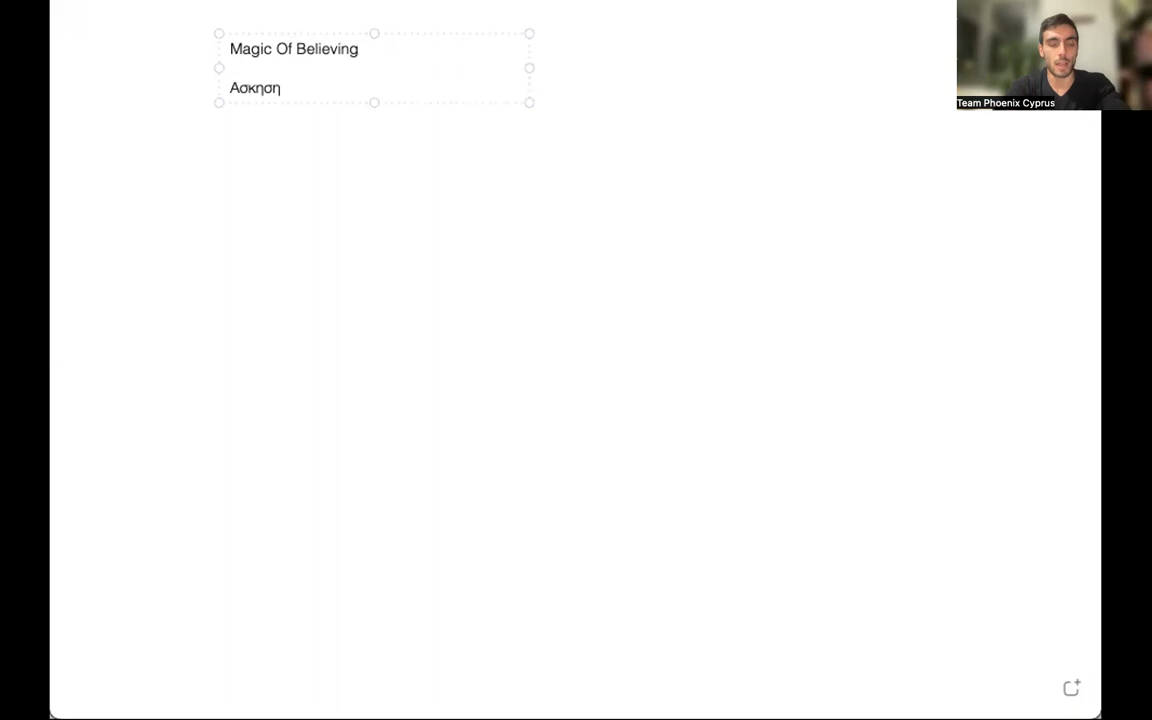 Magic Of Believing
Ασκηση
Team Phoenix Cyprus